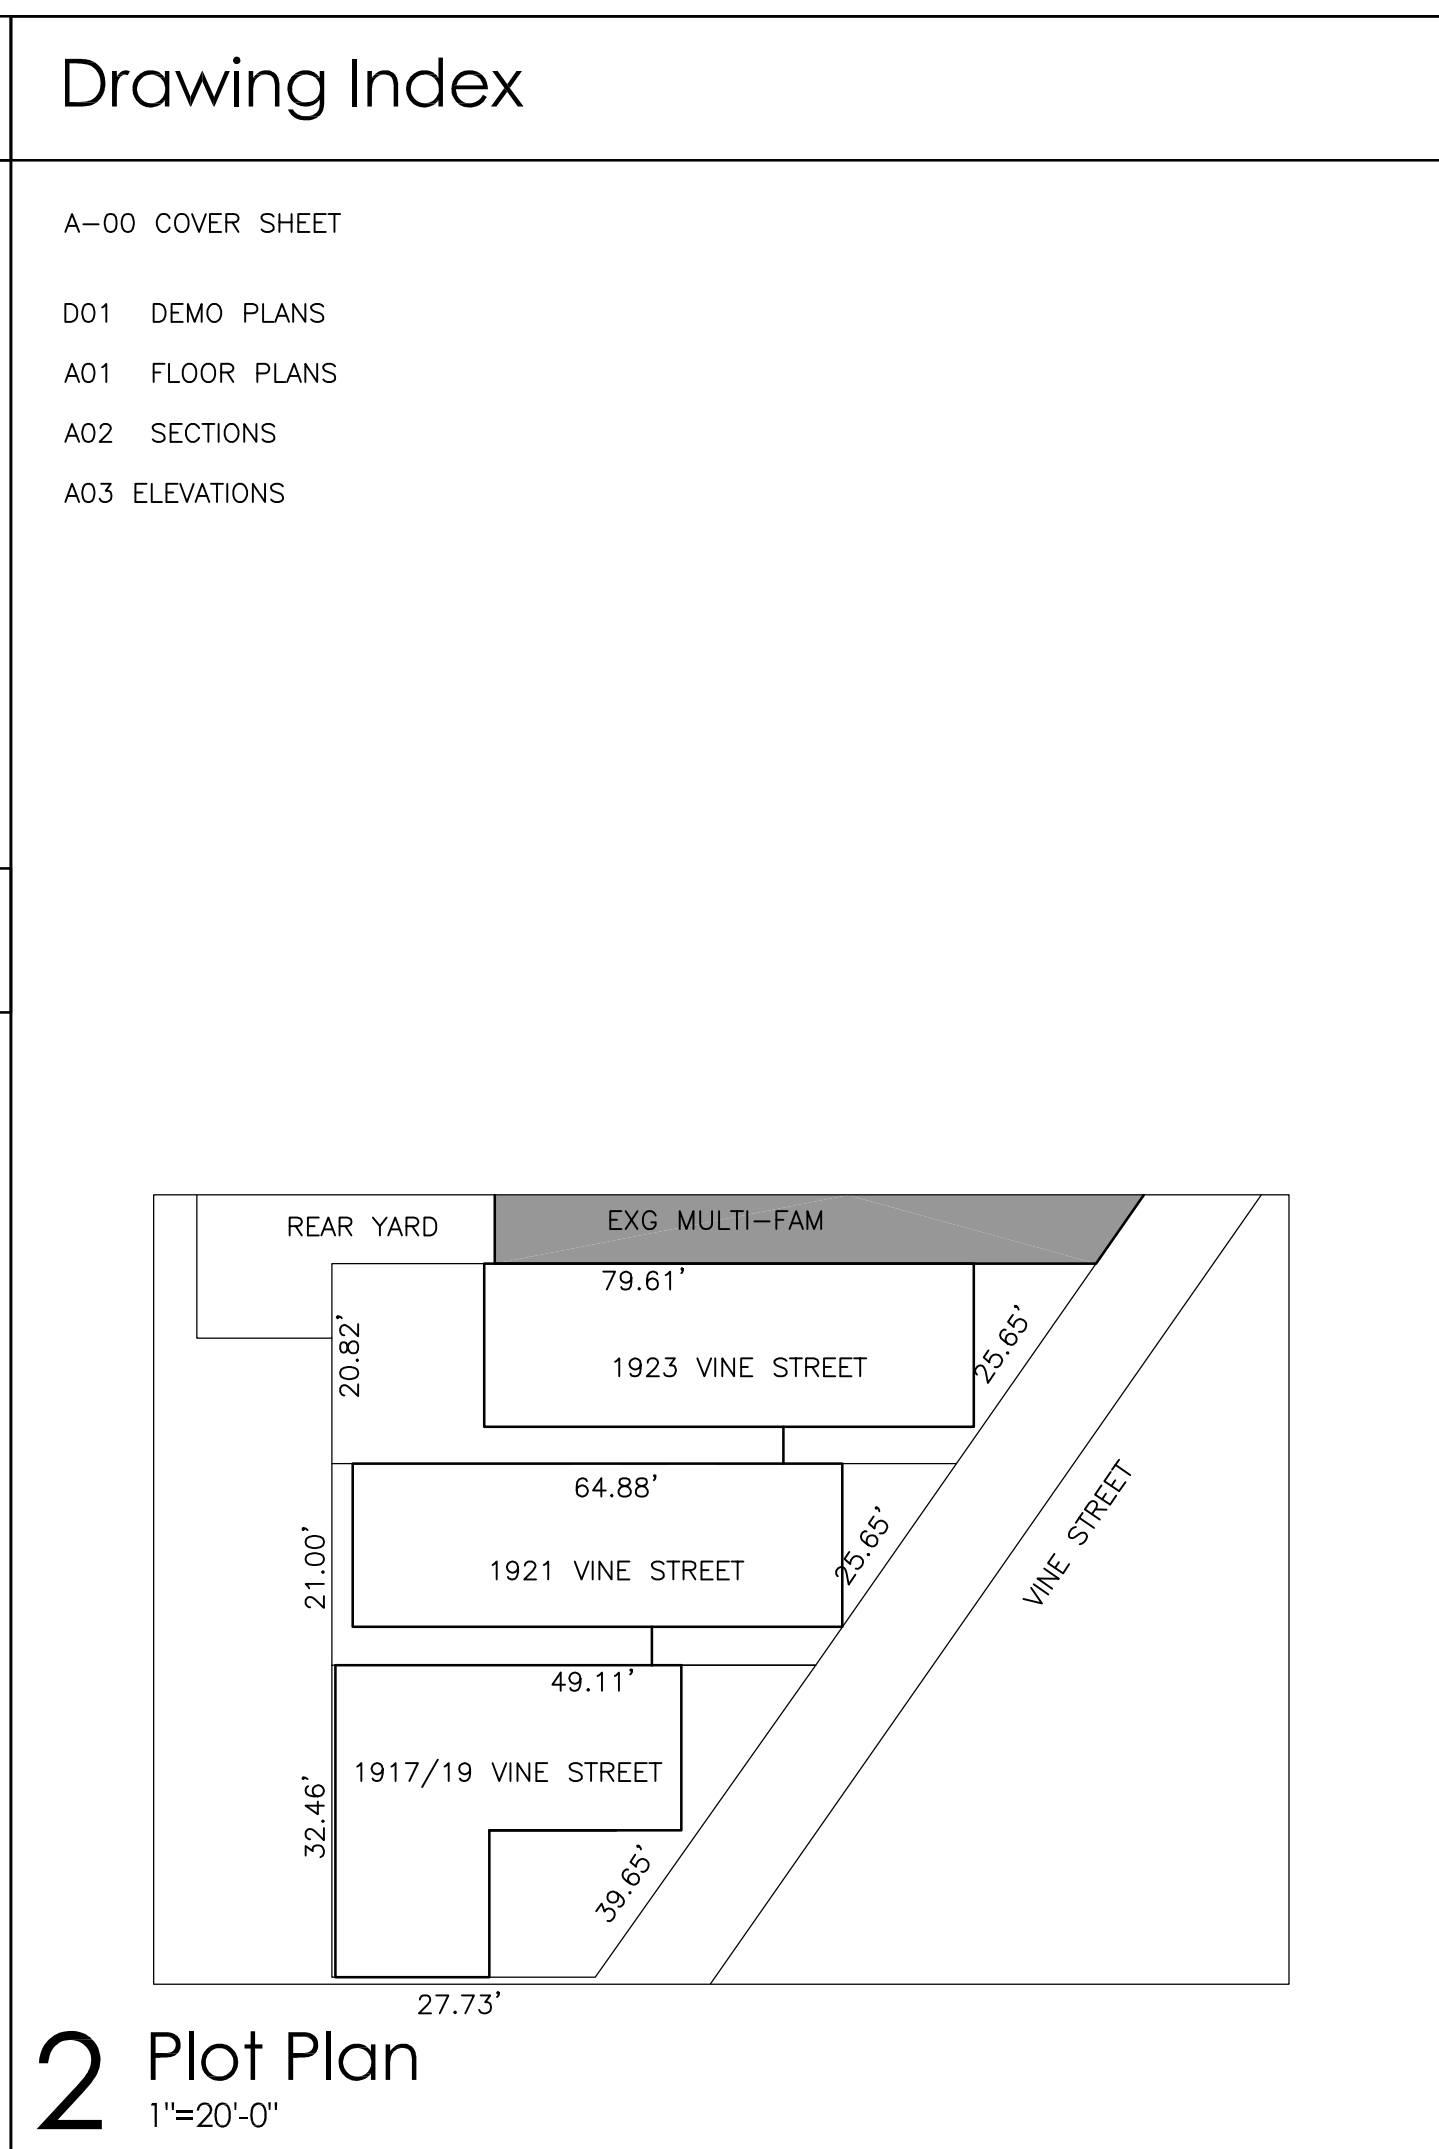 Drawing Index
A-00 COVER SHEET
D01 DEMO PLANS
A01 FLOOR PLANS
A02 SECTIONS
A03 ELEVATIONS
REAR YARD
EXG MULTI-FAM
79.61'
20.82'
1923 VINE STREET
25.65'
64.88'
21.00'
1921 VINE STREET
25.65'
VINE STREET
49.11'
1917/19 VINE STREET
32.46'
39.65'
27.73'
2 Plot Plan
1"=20'-0"